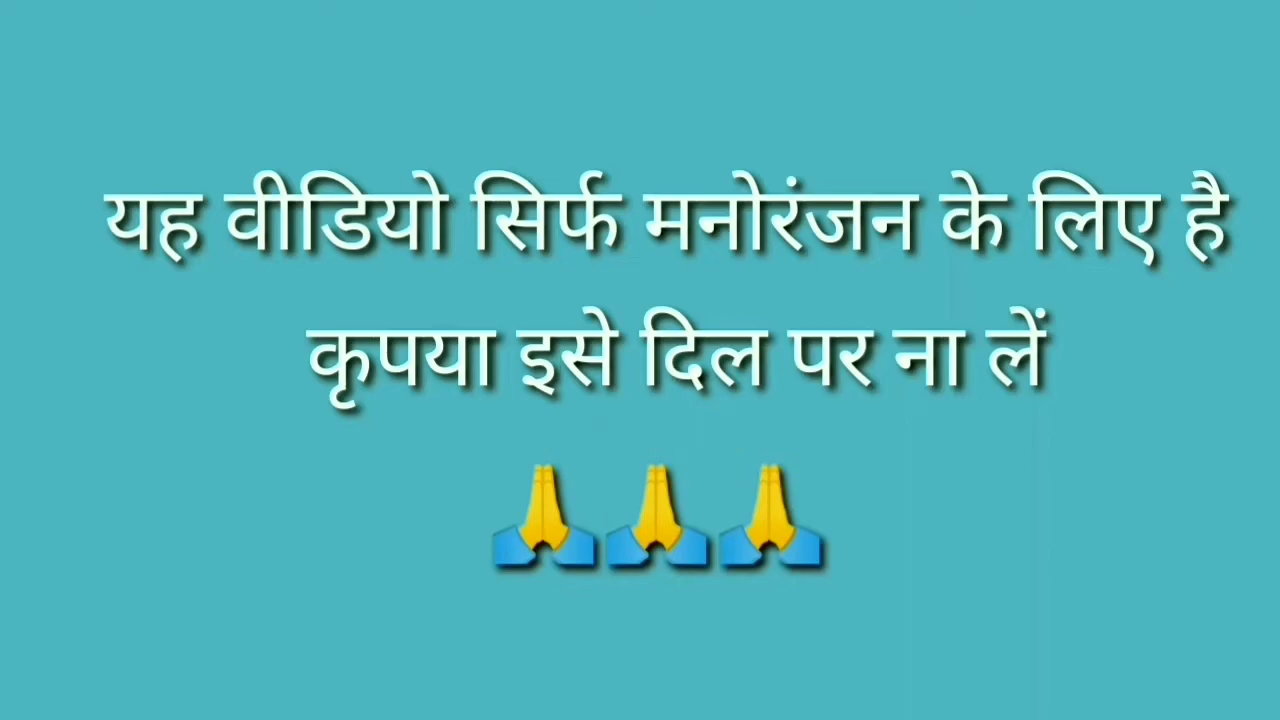 यह वीडियो सिर्फ मनोरंजन के लिए है
कृपया इसे दिल पर ना लें
🙏🙏🙏